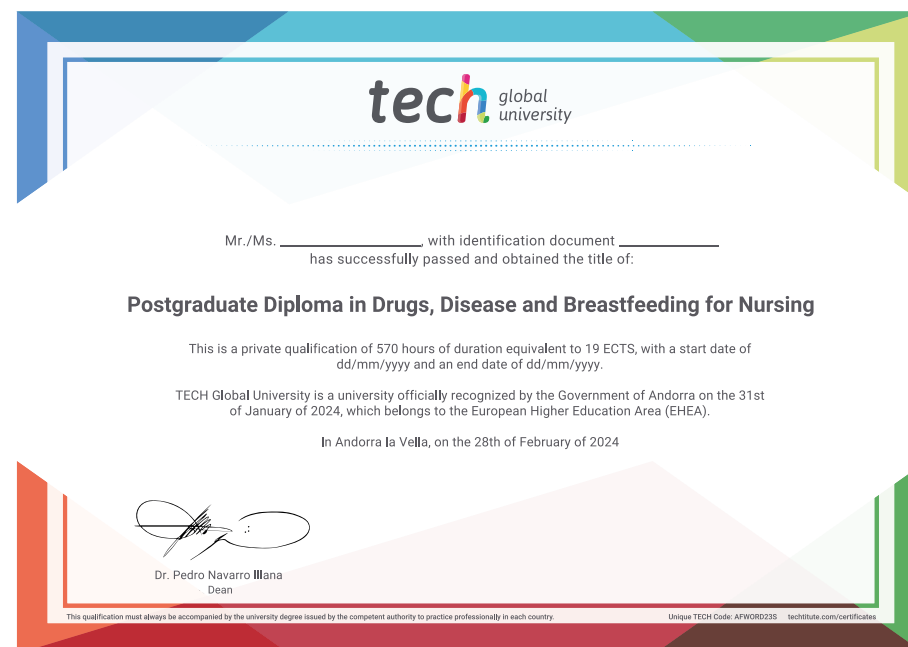 tech global university
Mr./Ms. ________________, with identification document ____________
has successfully passed and obtained the title of:
Postgraduate Diploma in Drugs, Disease and Breastfeeding for Nursing
This is a private qualification of 570 hours of duration equivalent to 19 ECTS, with a start date of
dd/mm/yyyy and an end date of dd/mm/yyyy.
TECH Global University is a university officially recognized by the Government of Andorra on the 31st
of January of 2024, which belongs to the European Higher Education Area (EHEA).
In Andorra la Vella, on the 28th of February of 2024
Dr. Pedro Navarro Illana
Dean
This qualification must always be accompanied by the university degree issued by the competent authority to practice professionally in each country.
Unique TECH Code: AFWORD23S techtitute.com/certificates